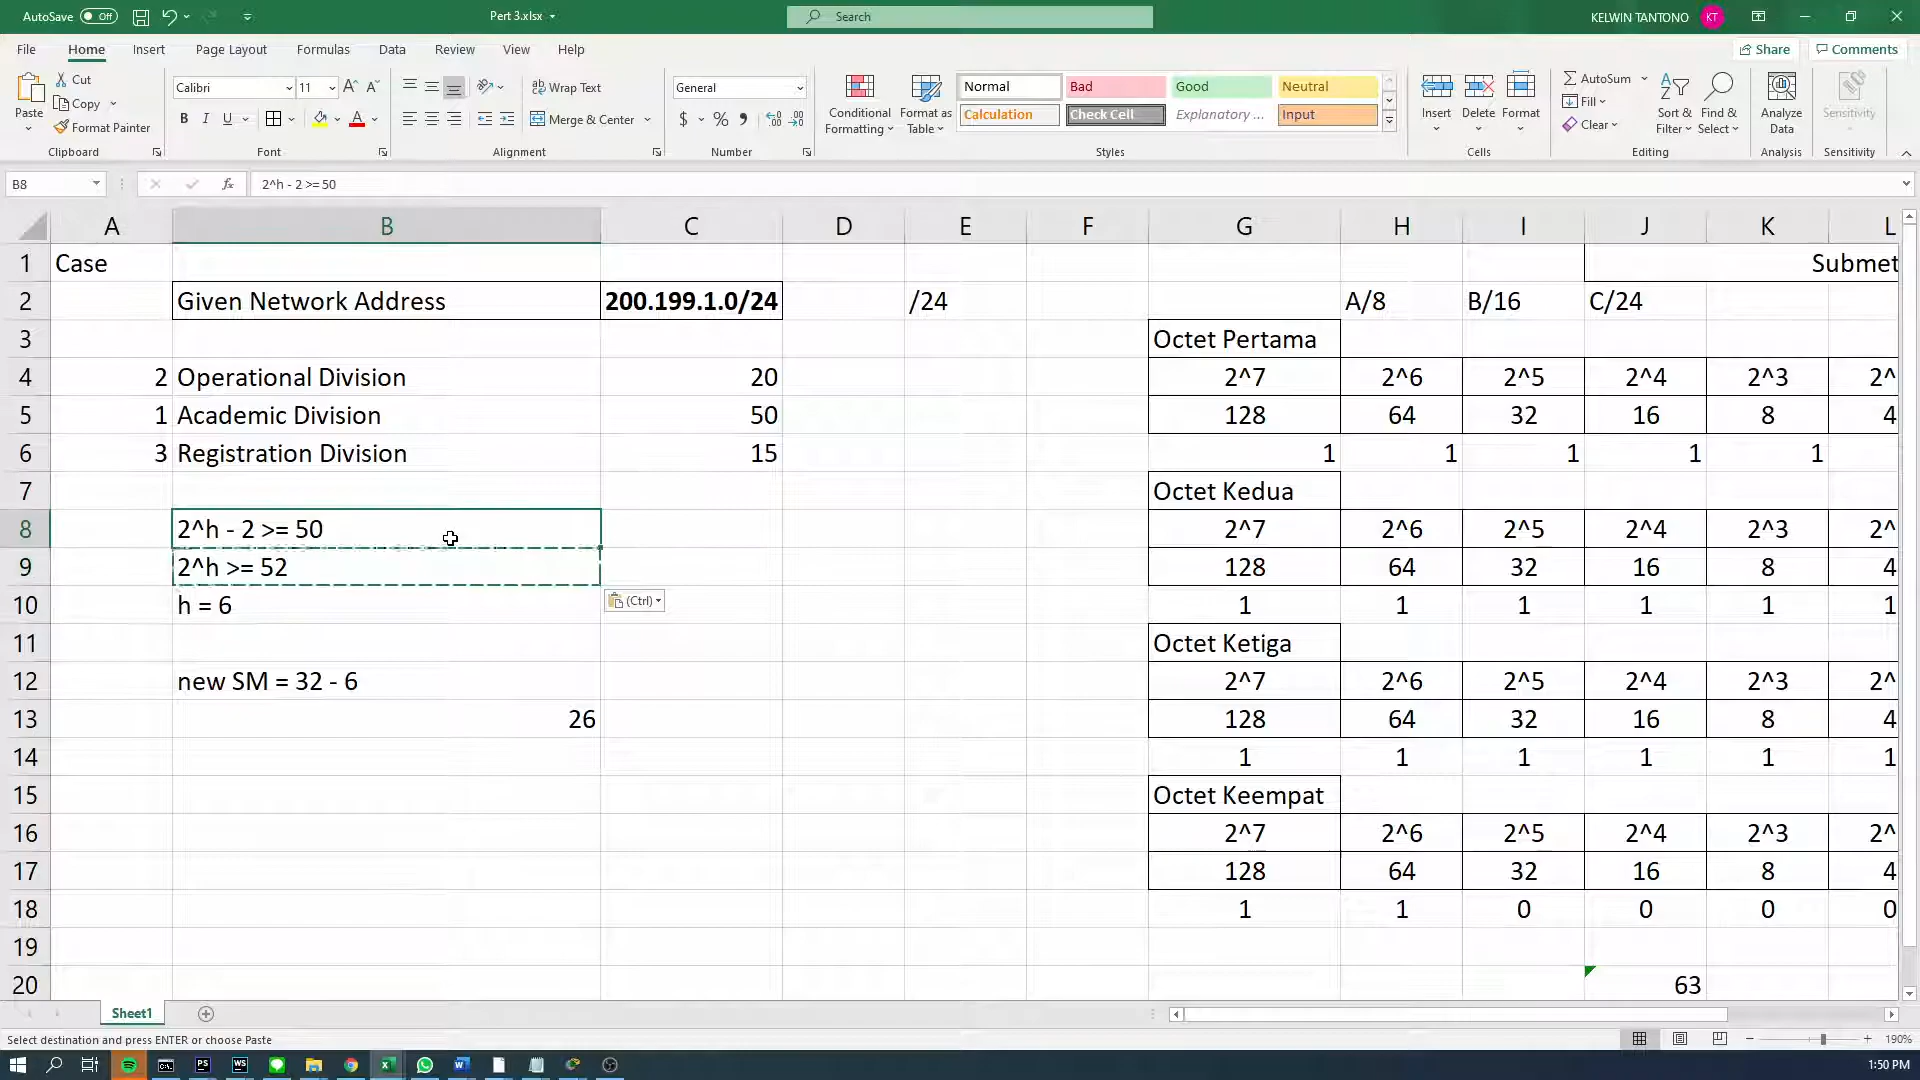 AutoSave Off
Pert 3.xlsx
Search
KELWIN TANTONO
KT
File Home Insert Page Layout Formulas Data Review View Help
Share Comments
Paste
Cut
Copy
Format Painter
Clipboard
Calibri 11
B I U
Font
Wrap Text
Merge & Center
Alignment
General
Number
Conditional Formatting
Format as Table
Normal Bad Good Neutral
Calculation Check Cell Explanatory ... Input
Styles
Insert Delete Format
Cells
AutoSum
Fill
Clear
Sort & Filter
Find & Select
Editing
Analyze Data
Analysis
Sensitivity
Sensitivity
B8 fx 2^h - 2 >= 50
A B C D E F G H I J K L
1 Case Submet
2 Given Network Address 200.199.1.0/24 /24 A/8 B/16 C/24
3 Octet Pertama
4 2 Operational Division 20 2^7 2^6 2^5 2^4 2^3 2^
5 1 Academic Division 50 128 64 32 16 8 4
6 3 Registration Division 15 1 1 1 1 1
7 Octet Kedua
8 2^h - 2 >= 50 2^7 2^6 2^5 2^4 2^3 2^
9 2^h >= 52 128 64 32 16 8 4
10 h = 6 (Ctrl) 1 1 1 1 1 1
11 Octet Ketiga
12 new SM = 32 - 6 2^7 2^6 2^5 2^4 2^3 2^
13 26 128 64 32 16 8 4
14 1 1 1 1 1 1
15 Octet Keempat
16 2^7 2^6 2^5 2^4 2^3 2^
17 128 64 32 16 8 4
18 1 1 0 0 0 0
19
20 63
Sheet1
Select destination and press ENTER or choose Paste
190%
PS WS
1:50 PM